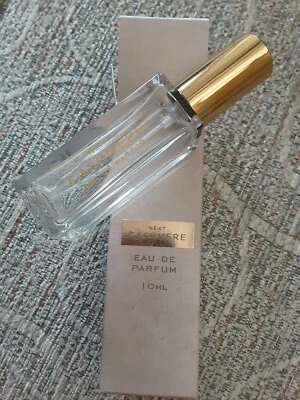 NEXT
CASHMERE
EAU DE
PARFUM
10ML